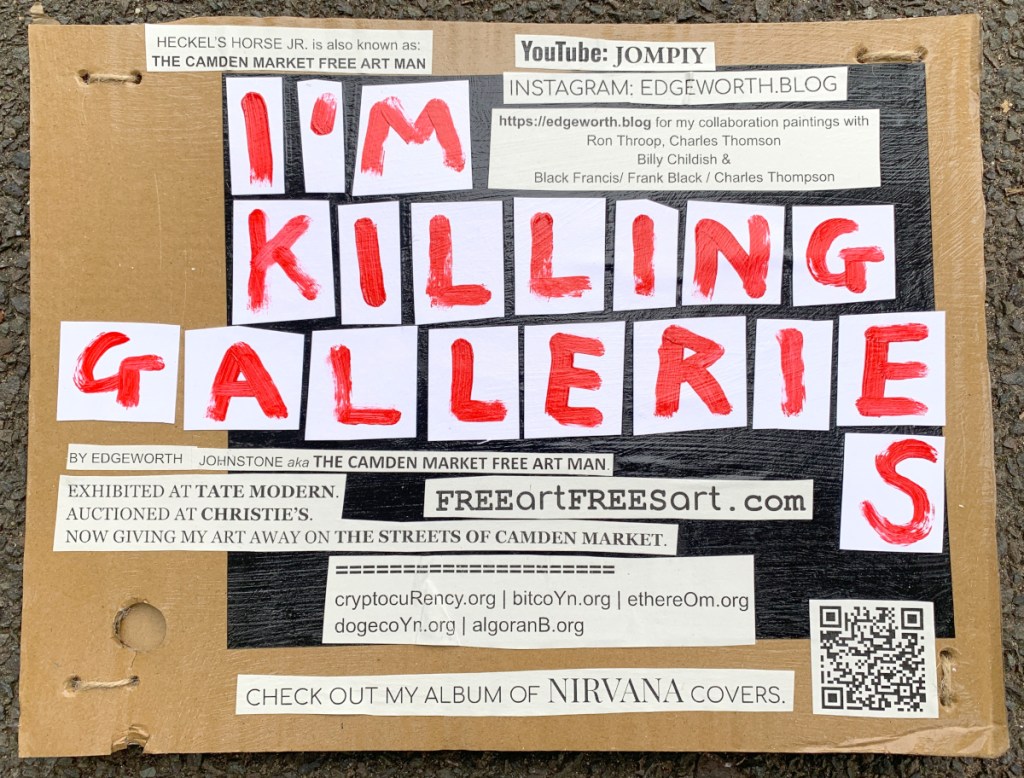 HECKEL'S HORSE JR. is also known as:
THE CAMDEN MARKET FREE ART MAN
YouTube: JOMPIY
INSTAGRAM: EDGEWORTH.BLOG
https://edgeworth.blog for my collaboration paintings with
Ron Throop, Charles Thomson
Billy Childish &
Black Francis/ Frank Black / Charles Thompson
I'M
KILLING
GALLERIE
S
BY EDGEWORTH JOHNSTONE aka THE CAMDEN MARKET FREE ART MAN.
EXHIBITED AT TATE MODERN.
AUCTIONED AT CHRISTIE'S.
NOW GIVING MY ART AWAY ON THE STREETS OF CAMDEN MARKET.
FREEartFREESart.com
====================
cryptocuRency.org | bitcoYn.org | ethereOm.org
dogecoYn.org | algoranB.org
CHECK OUT MY ALBUM OF NIRVANA COVERS.